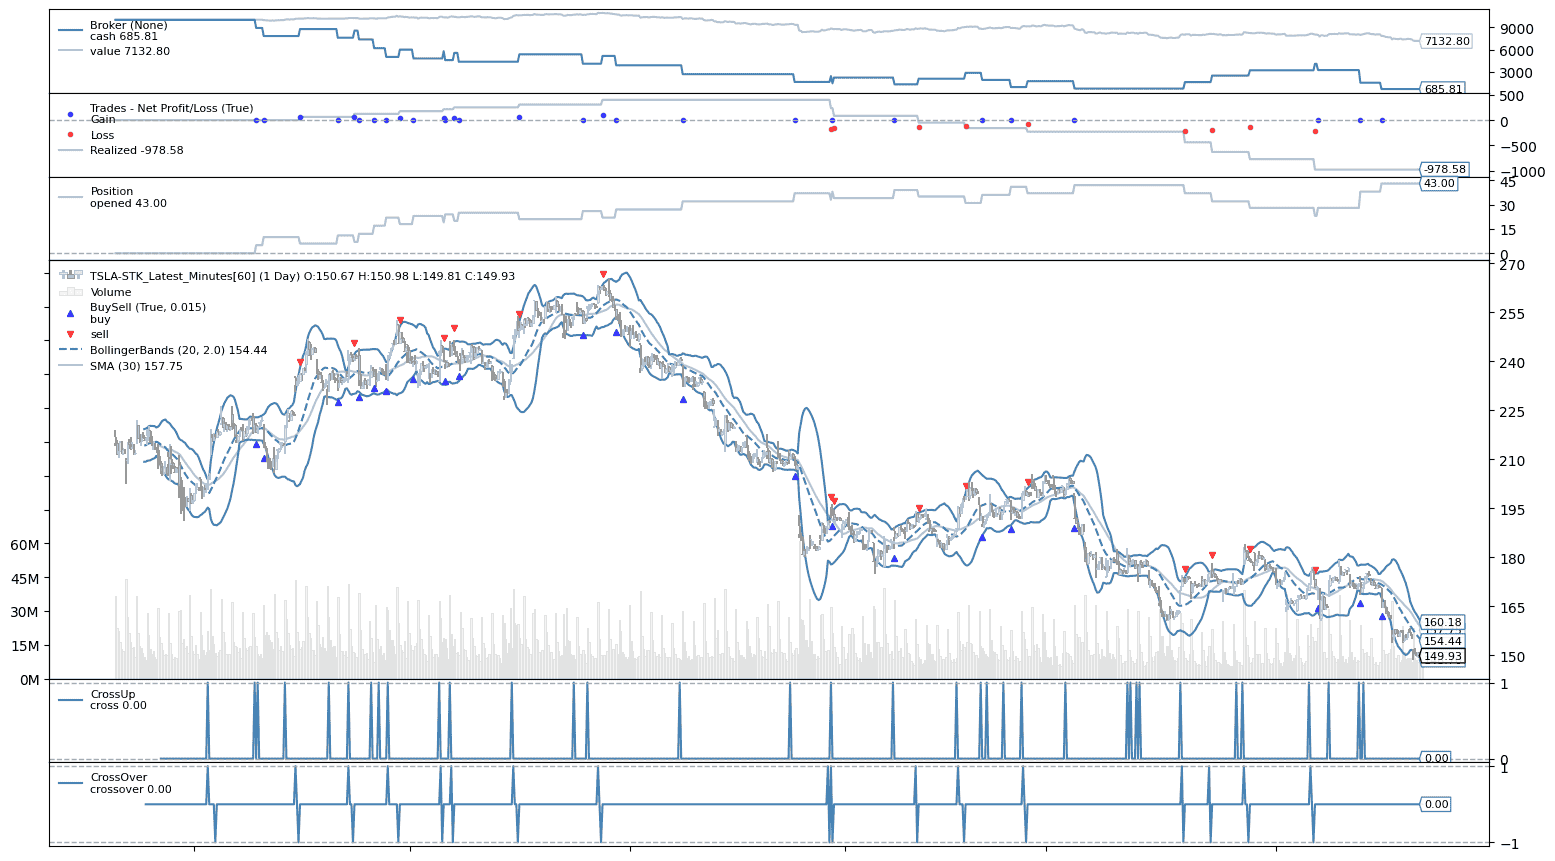 Broker (None)
cash 685.81
value 7132.80
9000
7132.80
6000
3000
685.81
Trades - Net Profit/Loss (True)
Gain
Loss
Realized -978.58
500
0
−500
-978.58
−1000
Position
opened 43.00
45
43.00
30
15
0
TSLA-STK_Latest_Minutes[60] (1 Day) O:150.67 H:150.98 L:149.81 C:149.93
Volume
BuySell (True, 0.015)
buy
sell
BollingerBands (20, 2.0) 154.44
SMA (30) 157.75
270
255
240
225
210
195
180
165
150
60M
45M
30M
15M
0M
160.18
154.44
149.93
CrossUp
cross 0.00
1
0
0.00
CrossOver
crossover 0.00
1
0.00
−1